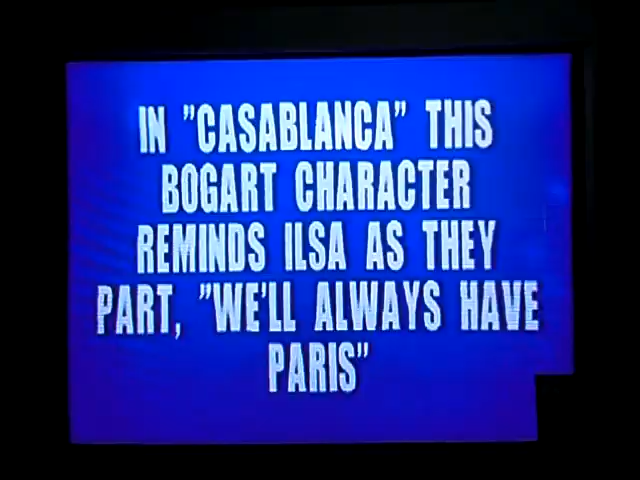 IN "CASABLANCA" THIS
BOGART CHARACTER
REMINDS ILSA AS THEY
PART, "WE'LL ALWAYS HAVE
PARIS"